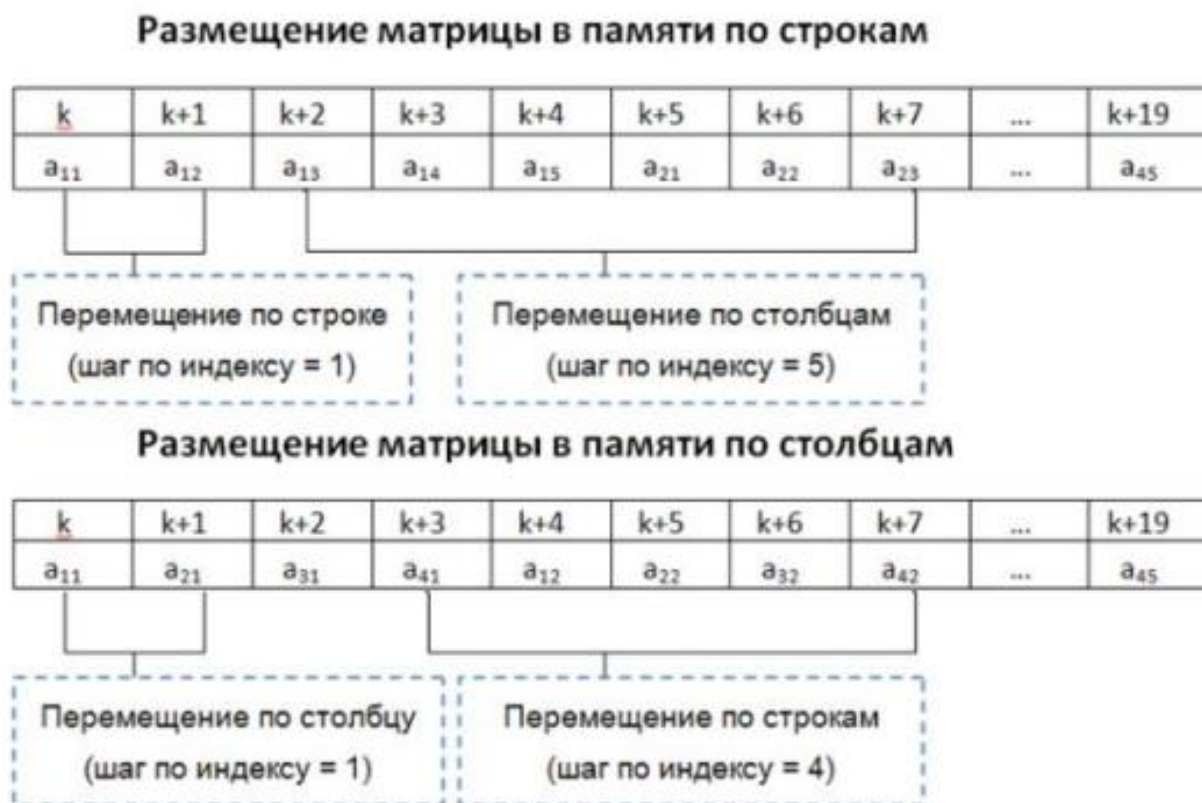 Размещение матрицы в памяти по строкам
k k+1 k+2 k+3 k+4 k+5 k+6 k+7 ... k+19
a₁₁ a₁₂ a₁₃ a₁₄ a₁₅ a₂₁ a₂₂ a₂₃ ... a₄₅
Перемещение по строке
(шаг по индексу = 1)
Перемещение по столбцам
(шаг по индексу = 5)
Размещение матрицы в памяти по столбцам
k k+1 k+2 k+3 k+4 k+5 k+6 k+7 ... k+19
a₁₁ a₂₁ a₃₁ a₄₁ a₁₂ a₂₂ a₃₂ a₄₂ ... a₄₅
Перемещение по столбцу
(шаг по индексу = 1)
Перемещение по строкам
(шаг по индексу = 4)